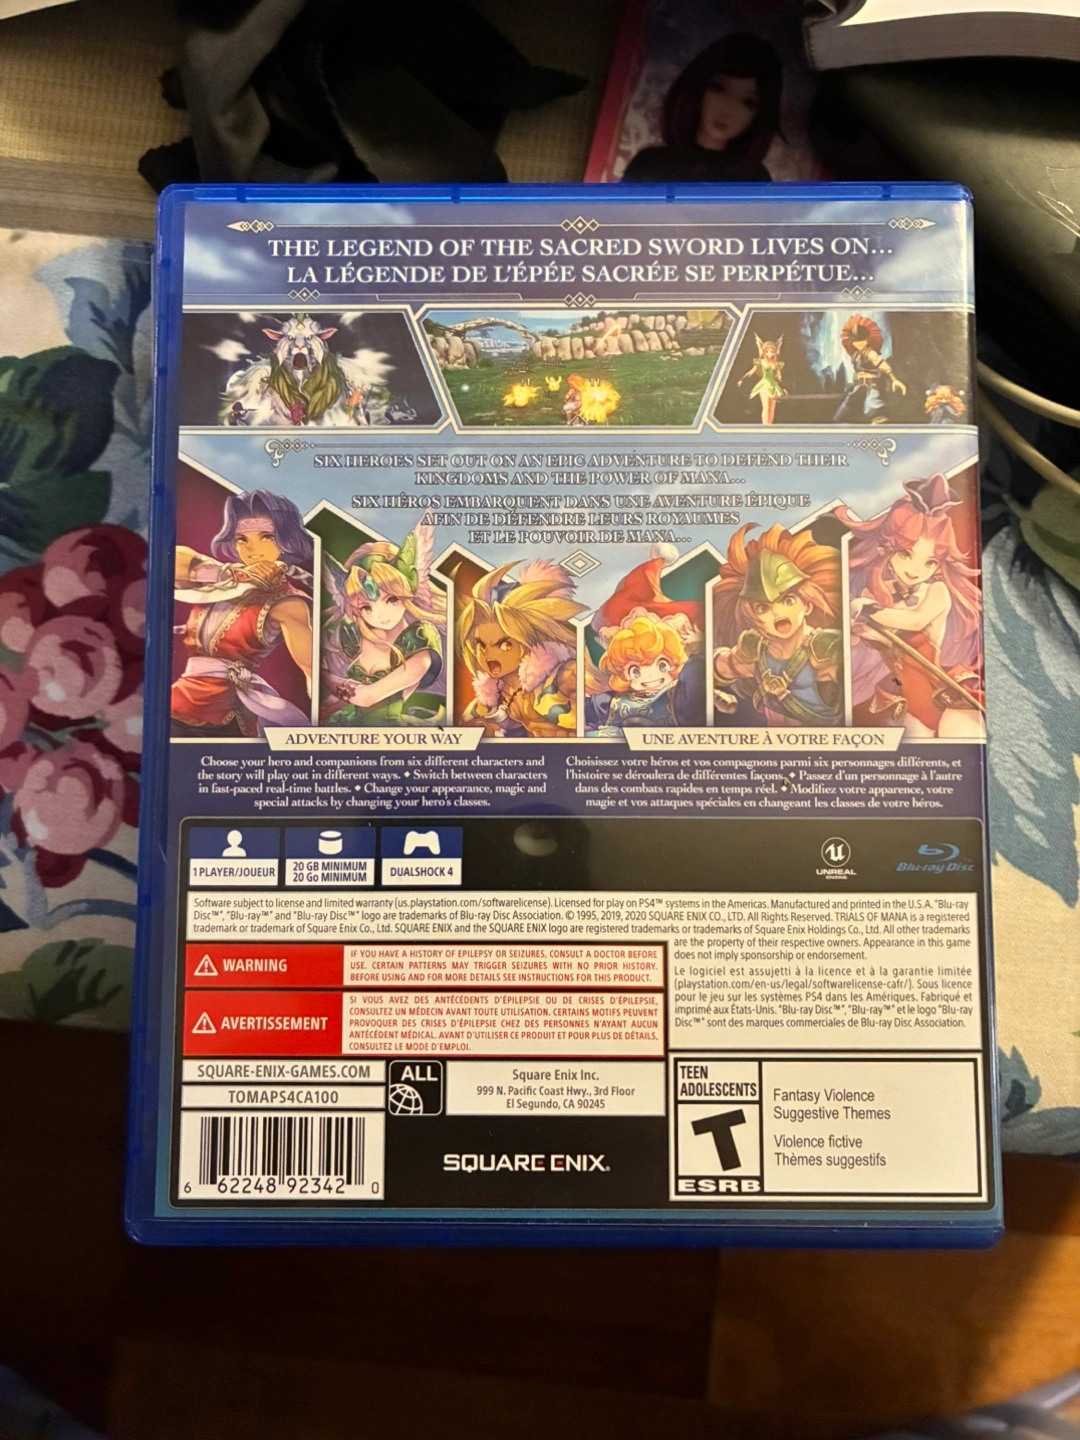 THE LEGEND OF THE SACRED SWORD LIVES ON...
LA LÉGENDE DE L'ÉPÉE SACRÉE SE PERPÉTUE...
SIX HEROES SET OUT ON AN EPIC ADVENTURE TO DEFEND THEIR
KINGDOMS AND THE POWER OF MANA...
SIX HÉROS EMBARQUENT DANS UNE AVENTURE ÉPIQUE
AFIN DE DÉFENDRE LEURS ROYAUMES
ET LE POUVOIR DE MANA...
ADVENTURE YOUR WAY
Choose your hero and companions from six different characters and
the story will play out in different ways. ◆ Switch between characters
in fast-paced real-time battles. ◆ Change your appearance, magic and
special attacks by changing your hero's classes.
UNE AVENTURE À VOTRE FAÇON
Choisissez votre héros et vos compagnons parmi six personnages différents, et
l'histoire se déroulera de différentes façons. ◆ Passez d'un personnage à l'autre
dans des combats rapides en temps réel. ◆ Modifiez votre apparence, votre
magie et vos attaques spéciales en changeant les classes de votre héros.
1 PLAYER/JOUEUR
20 GB MINIMUM
20 Go MINIMUM
DUALSHOCK 4
UNREAL
ENGINE
Blu-ray Disc
Software subject to license and limited warranty (us.playstation.com/softwarelicense). Licensed for play on PS4™ systems in the Americas. Manufactured and printed in the U.S.A. "Blu-ray
Disc™", "Blu-ray™" and "Blu-ray Disc™" logo are trademarks of Blu-ray Disc Association. © 1995, 2019, 2020 SQUARE ENIX CO., LTD. All Rights Reserved. TRIALS OF MANA is a registered
trademark or trademark of Square Enix Co., Ltd. SQUARE ENIX and the SQUARE ENIX logo are registered trademarks or trademarks of Square Enix Holdings Co., Ltd. All other trademarks
are the property of their respective owners. Appearance in this game
does not imply sponsorship or endorsement.
Le logiciel est assujetti à la licence et à la garantie limitée
(playstation.com/en-us/legal/softwarelicense-cafr/). Sous licence
pour le jeu sur les systèmes PS4 dans les Amériques. Fabriqué et
imprimé aux États-Unis. "Blu-ray Disc™", "Blu-ray™" et le logo "Blu-ray
Disc™" sont des marques commerciales de Blu-ray Disc Association.
WARNING
IF YOU HAVE A HISTORY OF EPILEPSY OR SEIZURES, CONSULT A DOCTOR BEFORE
USE. CERTAIN PATTERNS MAY TRIGGER SEIZURES WITH NO PRIOR HISTORY.
BEFORE USING AND FOR MORE DETAILS SEE INSTRUCTIONS FOR THIS PRODUCT.
AVERTISSEMENT
SI VOUS AVEZ DES ANTÉCÉDENTS D'ÉPILEPSIE OU DE CRISES D'ÉPILEPSIE,
CONSULTEZ UN MÉDECIN AVANT TOUTE UTILISATION. CERTAINS MOTIFS PEUVENT
PROVOQUER DES CRISES D'ÉPILEPSIE CHEZ DES PERSONNES N'AYANT AUCUN
ANTÉCÉDENT MÉDICAL. AVANT D'UTILISER CE PRODUIT ET POUR PLUS DE DÉTAILS,
CONSULTEZ LE MODE D'EMPLOI.
SQUARE-ENIX-GAMES.COM
TOMAPS4CA100
ALL
Square Enix Inc.
999 N. Pacific Coast Hwy., 3rd Floor
El Segundo, CA 90245
6 62248 92342 0
SQUARE ENIX®
TEEN
ADOLESCENTS
T
ESRB
Fantasy Violence
Suggestive Themes
Violence fictive
Thèmes suggestifs